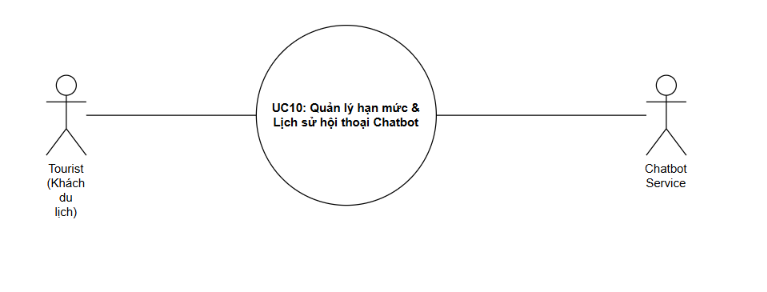 UC10: Quản lý hạn mức &
Lịch sử hội thoại Chatbot
Tourist
(Khách
du
lịch)
Chatbot
Service